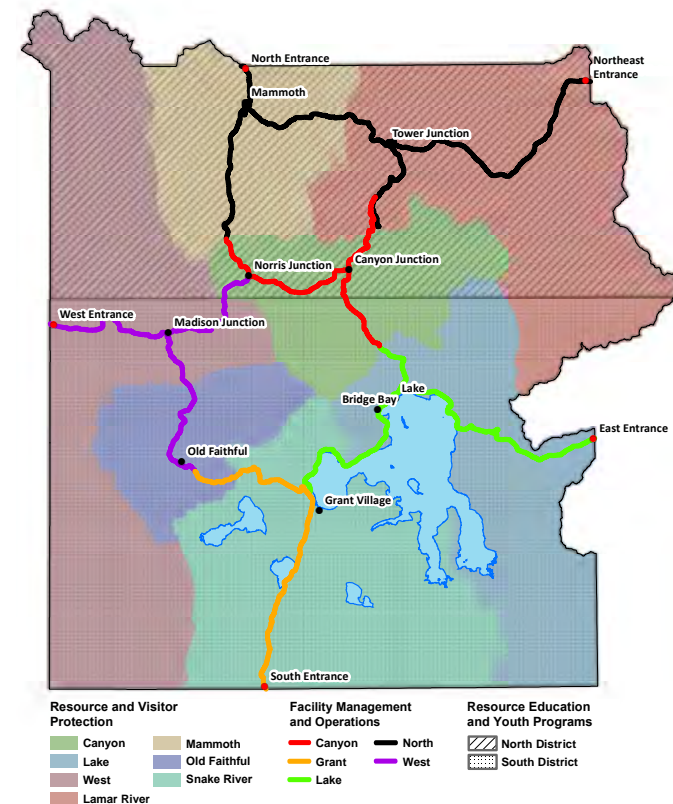 North Entrance
Northeast
Entrance
Mammoth
Tower Junction
Canyon Junction
Norris Junction
West Entrance
Madison Junction
Lake
Bridge Bay
East Entrance
Old Faithful
Grant Village
South Entrance
Resource and Visitor
Protection
Canyon
Lake
West
Lamar River
Mammoth
Old Faithful
Snake River
Facility Management
and Operations
Canyon
Grant
Lake
North
West
Resource Education
and Youth Programs
North District
South District